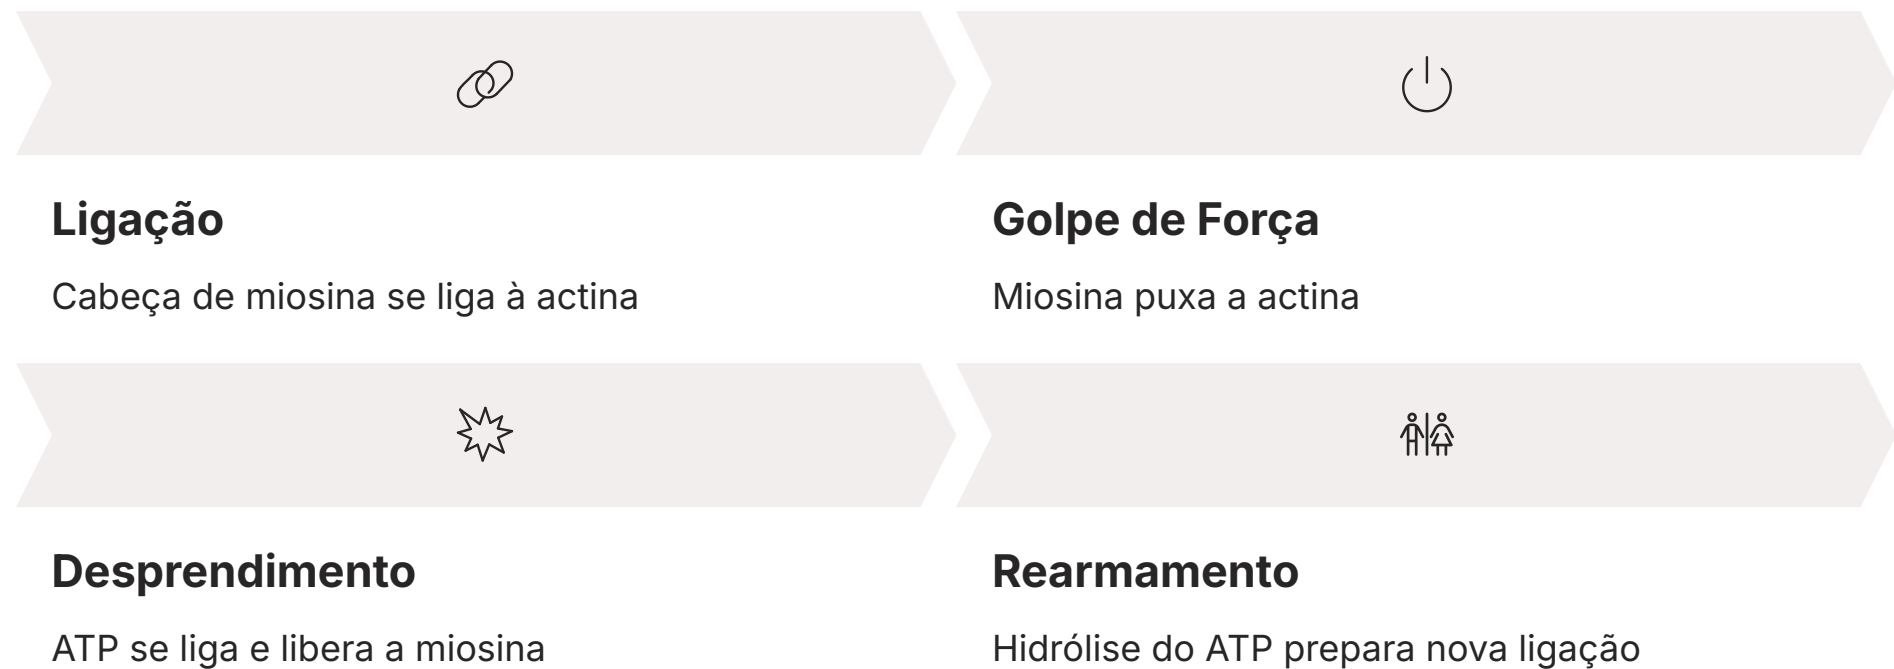 Ligação
Cabeça de miosina se liga à actina
Golpe de Força
Miosina puxa a actina
Desprendimento
ATP se liga e libera a miosina
Rearmamento
Hidrólise do ATP prepara nova ligação